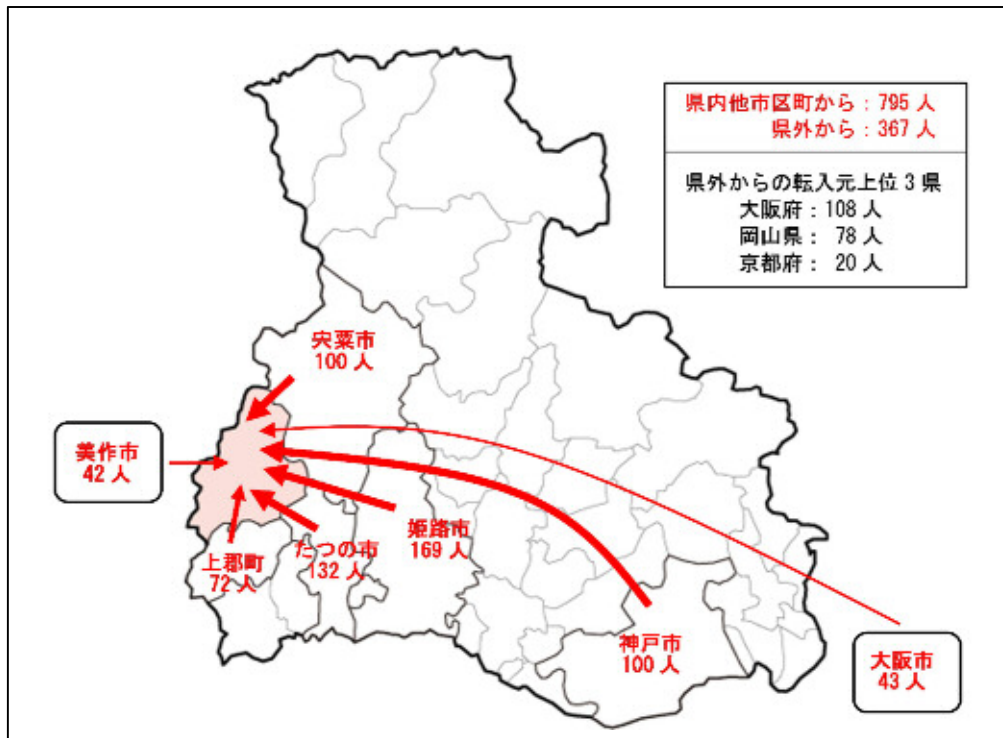 県内他市区町から：795 人
県外から：367 人
県外からの転入元上位 3 県
大阪府：108 人
岡山県： 78 人
京都府： 20 人
宍粟市
100 人
美作市
42 人
上郡町
72 人
たつの市
132 人
姫路市
169 人
神戸市
100 人
大阪市
43 人